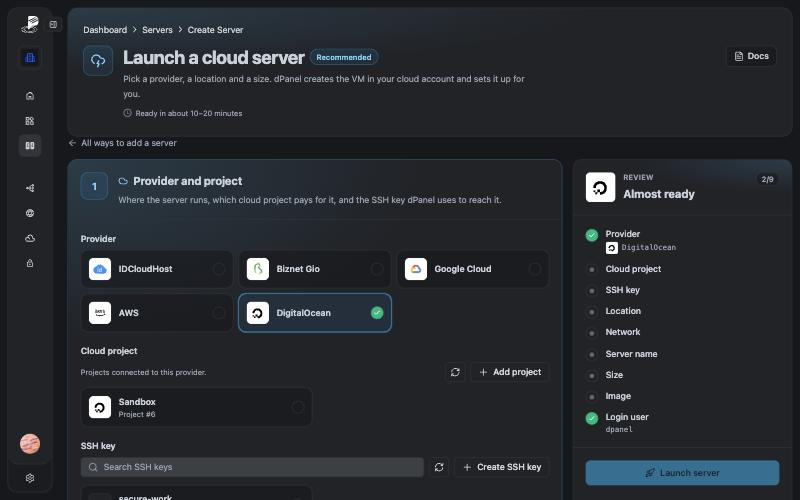 Dashboard > Servers > Create Server
Launch a cloud server
Recommended
Docs
Pick a provider, a location and a size. dPanel creates the VM in your cloud account and sets it up for
you.
Ready in about 10–20 minutes
← All ways to add a server
1
Provider and project
Where the server runs, which cloud project pays for it, and the SSH key dPanel uses to reach it.
Provider
IDCloudHost
Biznet Gio
Google Cloud
AWS
DigitalOcean
Cloud project
Projects connected to this provider.
+ Add project
Sandbox
Project #6
SSH key
Search SSH keys
+ Create SSH key
secure-work
REVIEW
2/9
Almost ready
Provider
DigitalOcean
Cloud project
SSH key
Location
Network
Server name
Size
Image
Login user
dpanel
Launch server